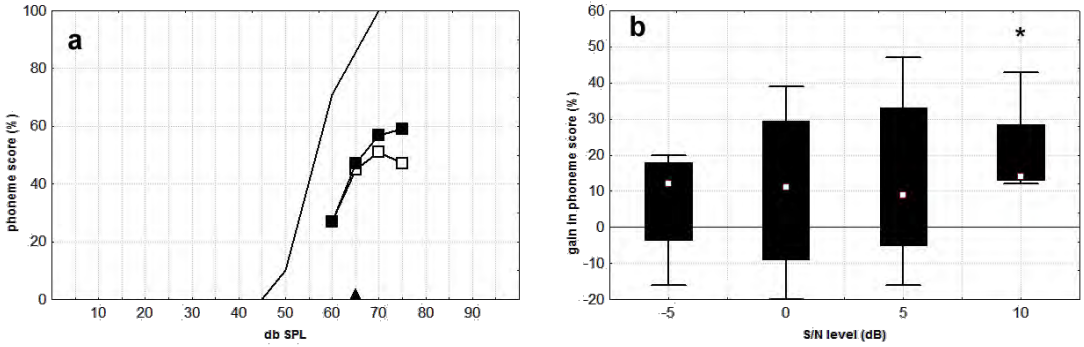 a
phoneme score (%)
100
80
60
40
20
0
10 20 30 40 50 60 70 80 90
db SPL
b
*
gain in phoneme score (%)
60
50
40
30
20
10
0
-10
-20
-5 0 5 10
S/N level (dB)